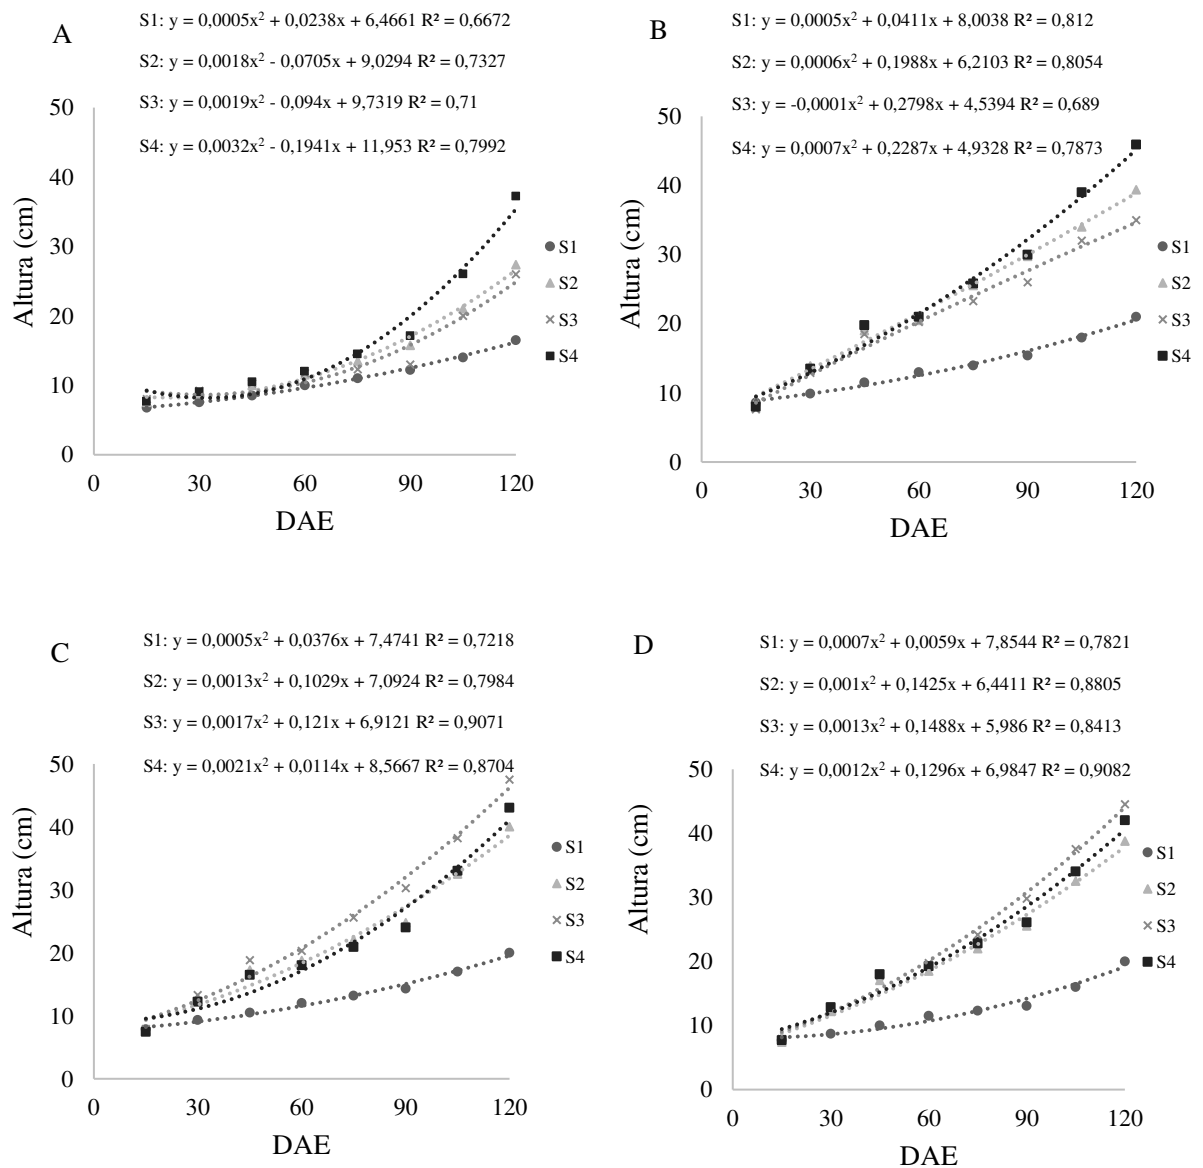 A
S1: y = 0,0005x² + 0,0238x + 6,4661 R² = 0,6672
S2: y = 0,0018x² - 0,0705x + 9,0294 R² = 0,7327
S3: y = 0,0019x² - 0,094x + 9,7319 R² = 0,71
S4: y = 0,0032x² - 0,1941x + 11,953 R² = 0,7992
50
40
30
20
10
0
Altura (cm)
0 30 60 90 120
DAE
S1
S2
S3
S4
B
S1: y = 0,0005x² + 0,0411x + 8,0038 R² = 0,812
S2: y = 0,0006x² + 0,1988x + 6,2103 R² = 0,8054
S3: y = -0,0001x² + 0,2798x + 4,5394 R² = 0,689
S4: y = 0,0007x² + 0,2287x + 4,9328 R² = 0,7873
50
40
30
20
10
0
Altura (cm)
0 30 60 90 120
DAE
S1
S2
S3
S4
C
S1: y = 0,0005x² + 0,0376x + 7,4741 R² = 0,7218
S2: y = 0,0013x² + 0,1029x + 7,0924 R² = 0,7984
S3: y = 0,0017x² + 0,121x + 6,9121 R² = 0,9071
S4: y = 0,0021x² + 0,0114x + 8,5667 R² = 0,8704
50
40
30
20
10
0
Altura (cm)
0 30 60 90 120
DAE
S1
S2
S3
S4
D
S1: y = 0,0007x² + 0,0059x + 7,8544 R² = 0,7821
S2: y = 0,001x² + 0,1425x + 6,4411 R² = 0,8805
S3: y = 0,0013x² + 0,1488x + 5,986 R² = 0,8413
S4: y = 0,0012x² + 0,1296x + 6,9847 R² = 0,9082
50
40
30
20
10
0
Altura (cm)
0 30 60 90 120
DAE
S1
S2
S3
S4